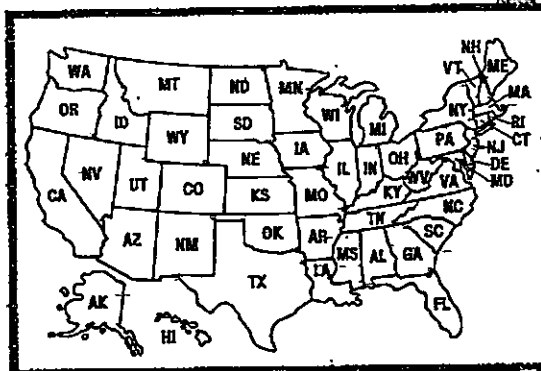 NH
VT ME
WA MT ND MN MA
OR ID SD WI NY RI
WY MI PA CT
NE IA NJ
NV OH DE
CA UT CO IL IN WV VA MD
KS MO KY
NC
AZ NM OK AR TN SC
MS AL GA
TX LA
AK FL
HI